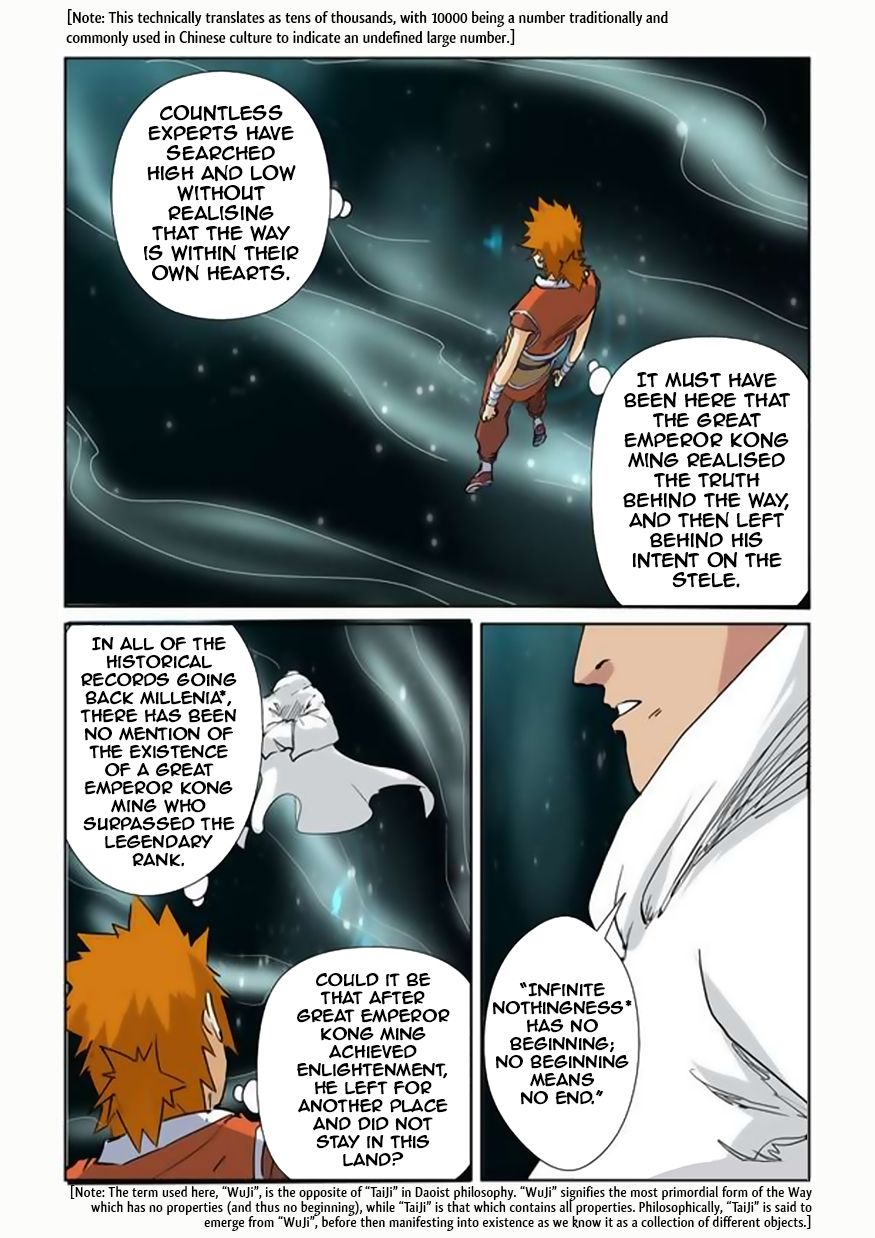 [Note: This technically translates as tens of thousands, with 10000 being a number traditionally and
commonly used in Chinese culture to indicate an undefined large number.]
COUNTLESS
EXPERTS HAVE
SEARCHED
HIGH AND LOW
WITHOUT
REALISING
THAT THE WAY
IS WITHIN THEIR
OWN HEARTS.
IT MUST HAVE
BEEN HERE THAT
THE GREAT
EMPEROR KONG
MING REALISED
THE TRUTH
BEHIND THE WAY,
AND THEN LEFT
BEHIND HIS
INTENT ON THE
STELE.
IN ALL OF THE
HISTORICAL
RECORDS GOING
BACK MILLENIA*,
THERE HAS BEEN
NO MENTION OF
THE EXISTENCE
OF A GREAT
EMPEROR KONG
MING WHO
SURPASSED THE
LEGENDARY
RANK.
COULD IT BE
THAT AFTER
GREAT EMPEROR
KONG MING
ACHIEVED
ENLIGHTENMENT,
HE LEFT FOR
ANOTHER PLACE
AND DID NOT
STAY IN THIS
LAND?
"INFINITE
NOTHINGNESS*
HAS NO
BEGINNING;
NO BEGINNING
MEANS
NO END."
[Note: The term used here, "WuJi", is the opposite of "TaiJi" in Daoist philosophy. "WuJi" signifies the most primordial form of the Way
which has no properties (and thus no beginning), while "TaiJi" is that which contains all properties. Philosophically, "TaiJi" is said to
emerge from "WuJi", before then manifesting into existence as we know it as a collection of different objects.]